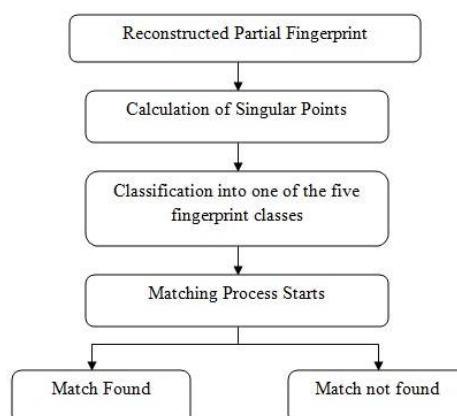 Reconstructed Partial Fingerprint
Calculation of Singular Points
Classification into one of the five
fingerprint classes
Matching Process Starts
Match Found
Match not found